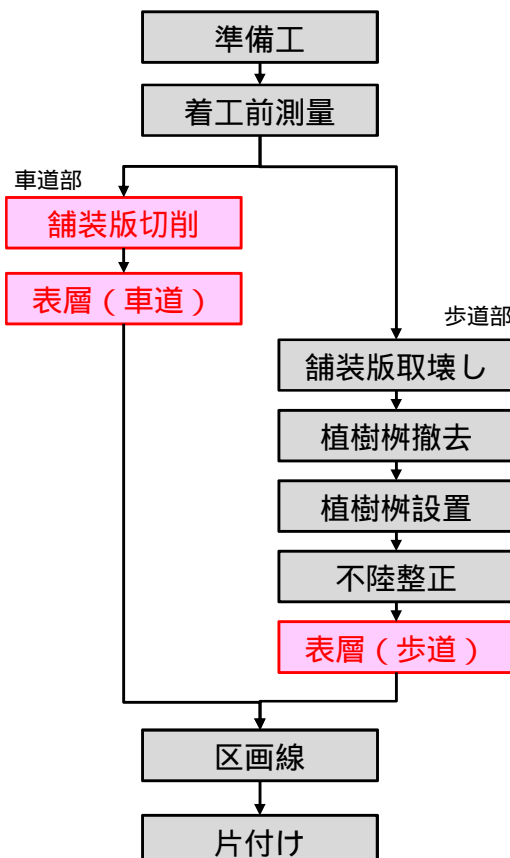 準備工
着工前測量
車道部
舗装版切削
表層（車道）
歩道部
舗装版取壊し
植樹桝撤去
植樹桝設置
不陸整正
表層（歩道）
区画線
片付け